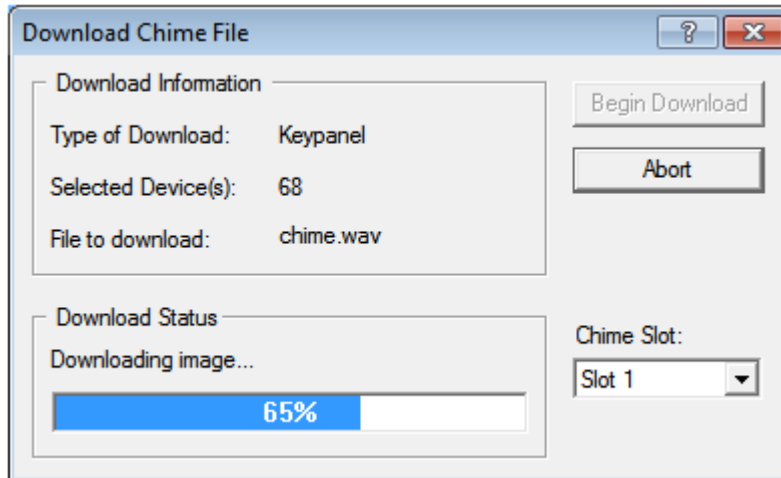 Download Chime File
Download Information
Type of Download: Keypanel
Selected Device(s): 68
File to download: chime.wav
Begin Download
Abort
Download Status
Downloading image...
65%
Chime Slot:
Slot 1